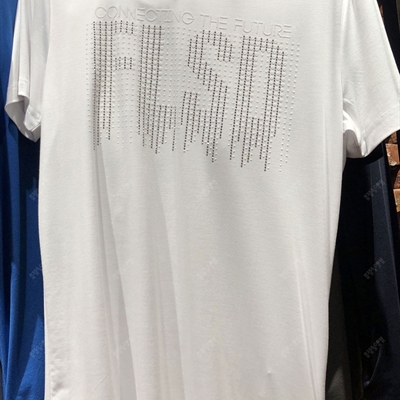 CONNECTING THE FUTURE
FLSD